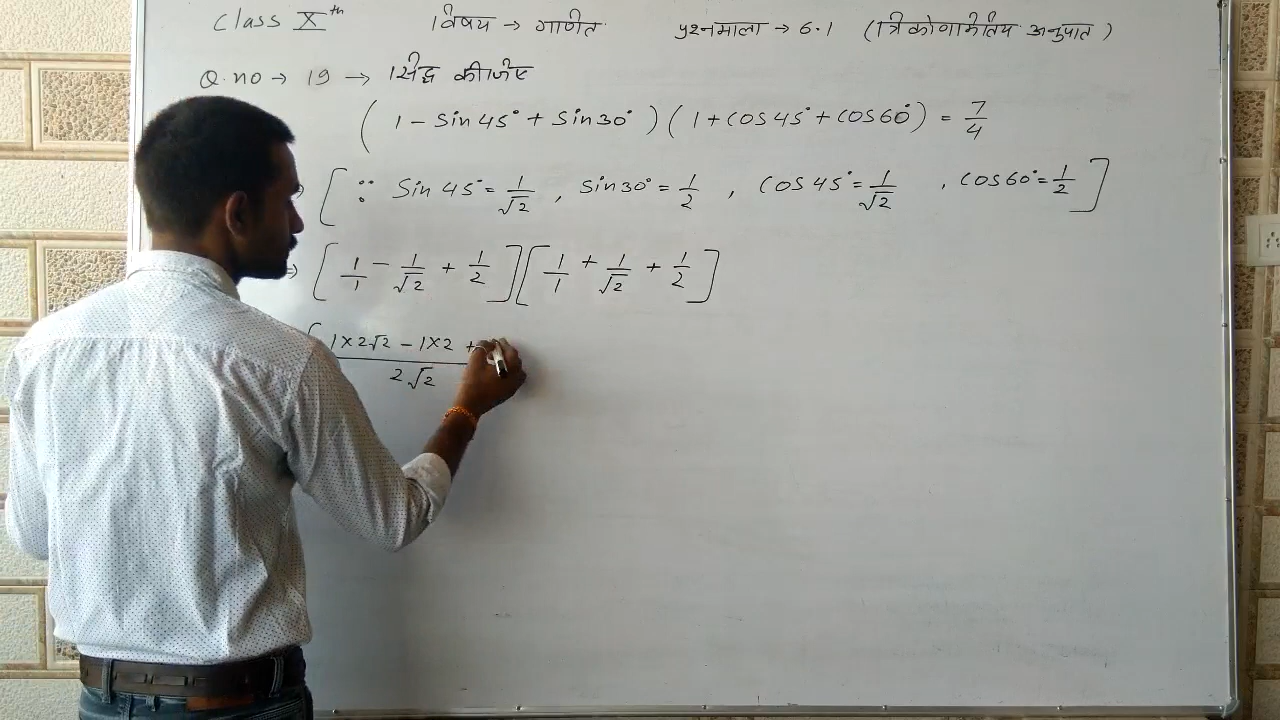 Class Xth विषय → गणित प्रश्नमाला → 6.1 (त्रिकोणमितिय अनुपात)
Q.no → 19 → सिद्ध कीजिए
(1 - sin 45° + sin 30°)(1 + cos 45° + cos 60°) = 7/4
[∵ sin 45° = 1/√2, sin 30° = 1/2, cos 45° = 1/√2, cos 60° = 1/2]
⇒ [1/1 - 1/√2 + 1/2][1/1 + 1/√2 + 1/2]
[1×2√2 - 1×2 +
2√2